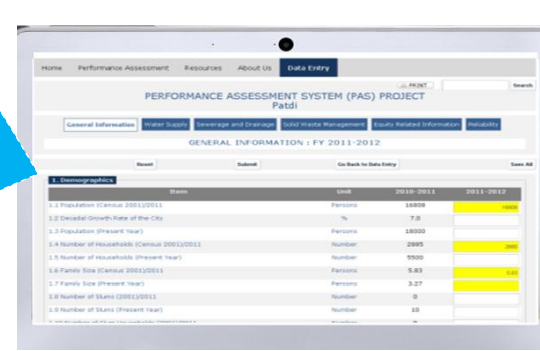 Home Performance Assessment Resources About Us Data Entry
PRINT Search
PERFORMANCE ASSESSMENT SYSTEM (PAS) PROJECT
Patdi
General Information Water Supply Sewerage and Drainage Solid Waste Management Equity Related Information Reliability
GENERAL INFORMATION : FY 2011-2012
Reset Submit Go Back to Data Entry Save All
1. Demographics
Item Unit 2010-2011 2011-2012
1.1 Population (Census 2001)/2011 Persons 16808
1.2 Decadal Growth Rate of the City % 7.0
1.3 Population (Present Year) Persons 18000
1.4 Number of Households (Census 2001)/2011 Number 2885
1.5 Number of Households (Present Year) Number 5500
1.6 Family Size (Census 2001)/2011 Persons 5.83 5.83
1.7 Family Size (Present Year) Persons 3.27
1.8 Number of Slums (2001)/2011 Number 0
1.9 Number of Slums (Present Year) Number 10